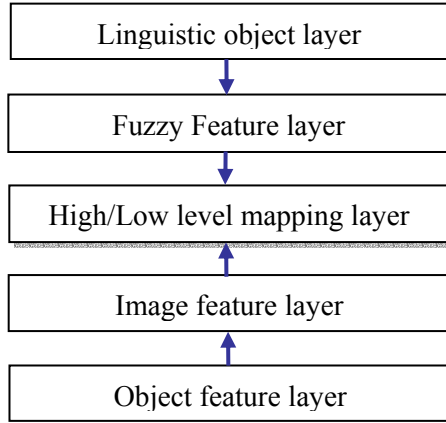 Linguistic object layer
Fuzzy Feature layer
High/Low level mapping layer
Image feature layer
Object feature layer